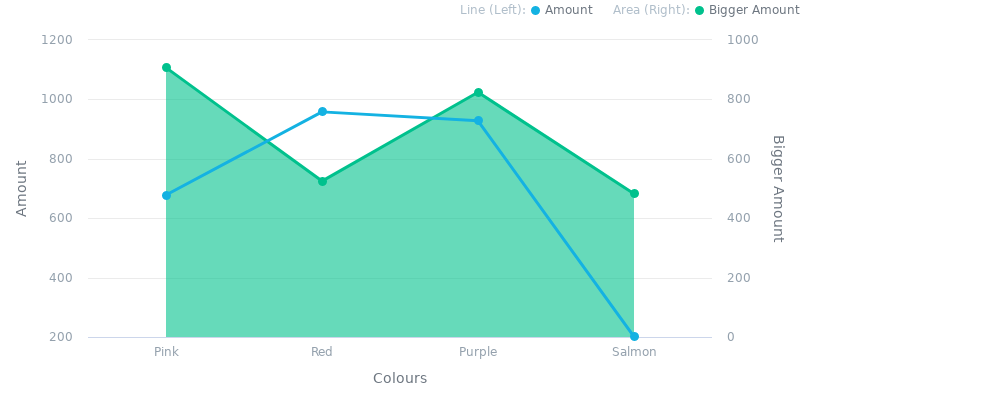 Line (Left): Amount Area (Right): Bigger Amount
1200 1000
1000 800
800 600
600 400
400 200
200 0
Amount
Bigger Amount
Pink Red Purple Salmon
Colours